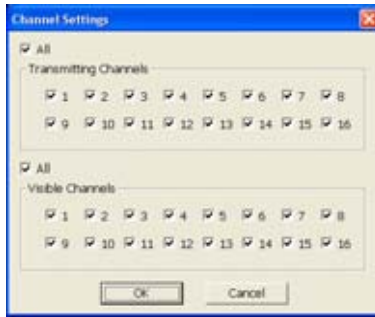 Channel Settings
All
Transmitting Channels
1 2 3 4 5 6 7 8
9 10 11 12 13 14 15 16
All
Visible Channels
1 2 3 4 5 6 7 8
9 10 11 12 13 14 15 16
OK Cancel